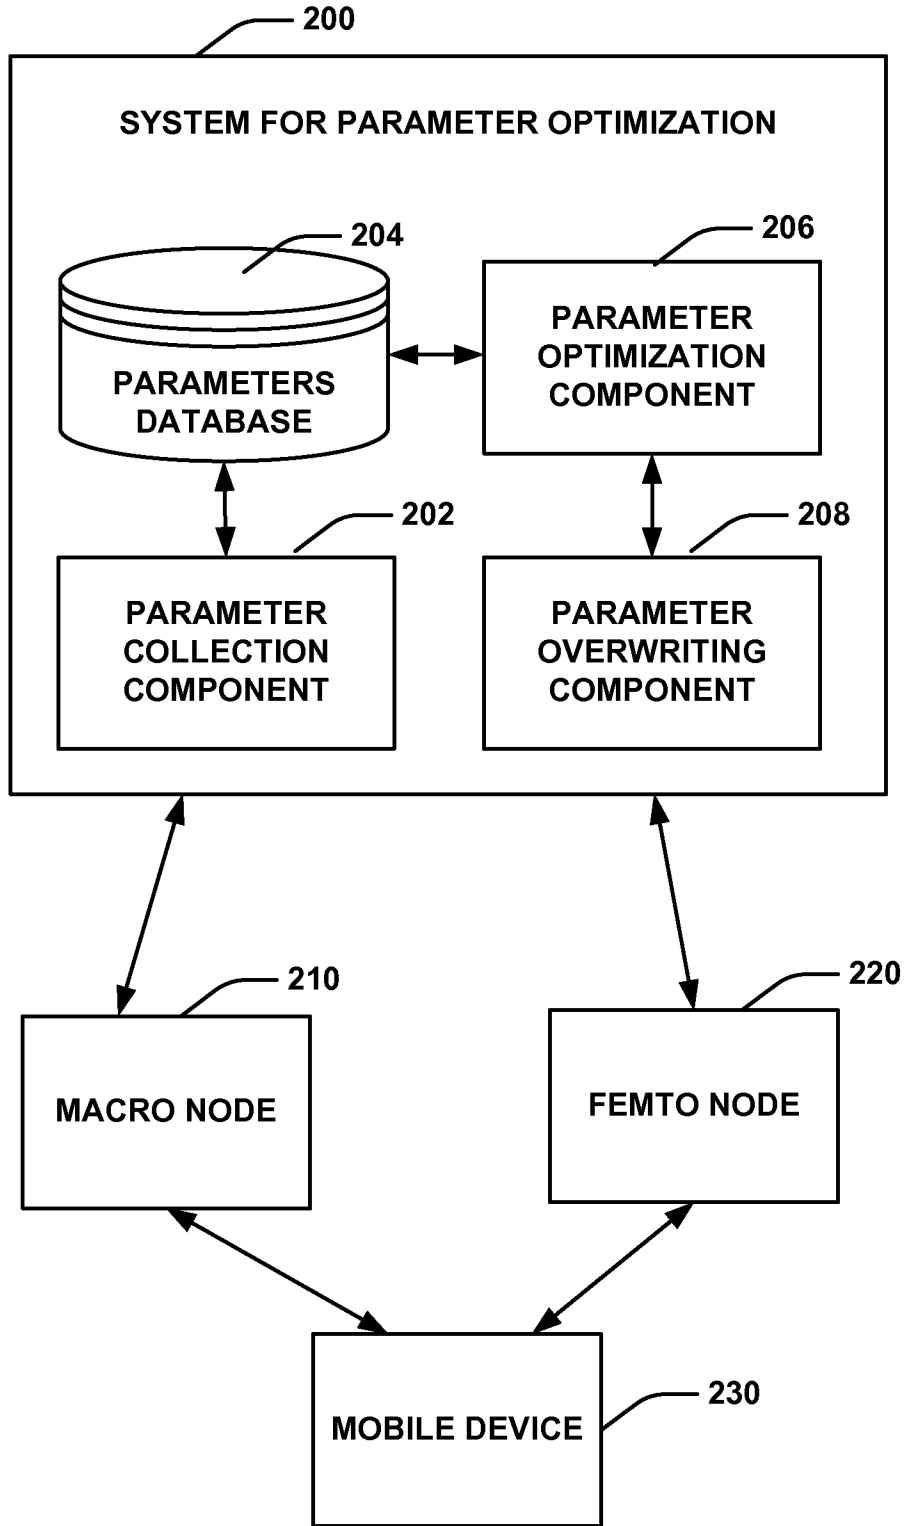 200
SYSTEM FOR PARAMETER OPTIMIZATION
204
206
PARAMETERS
DATABASE
PARAMETER
OPTIMIZATION
COMPONENT
202
208
PARAMETER
COLLECTION
COMPONENT
PARAMETER
OVERWRITING
COMPONENT
210
220
MACRO NODE
FEMTO NODE
230
MOBILE DEVICE